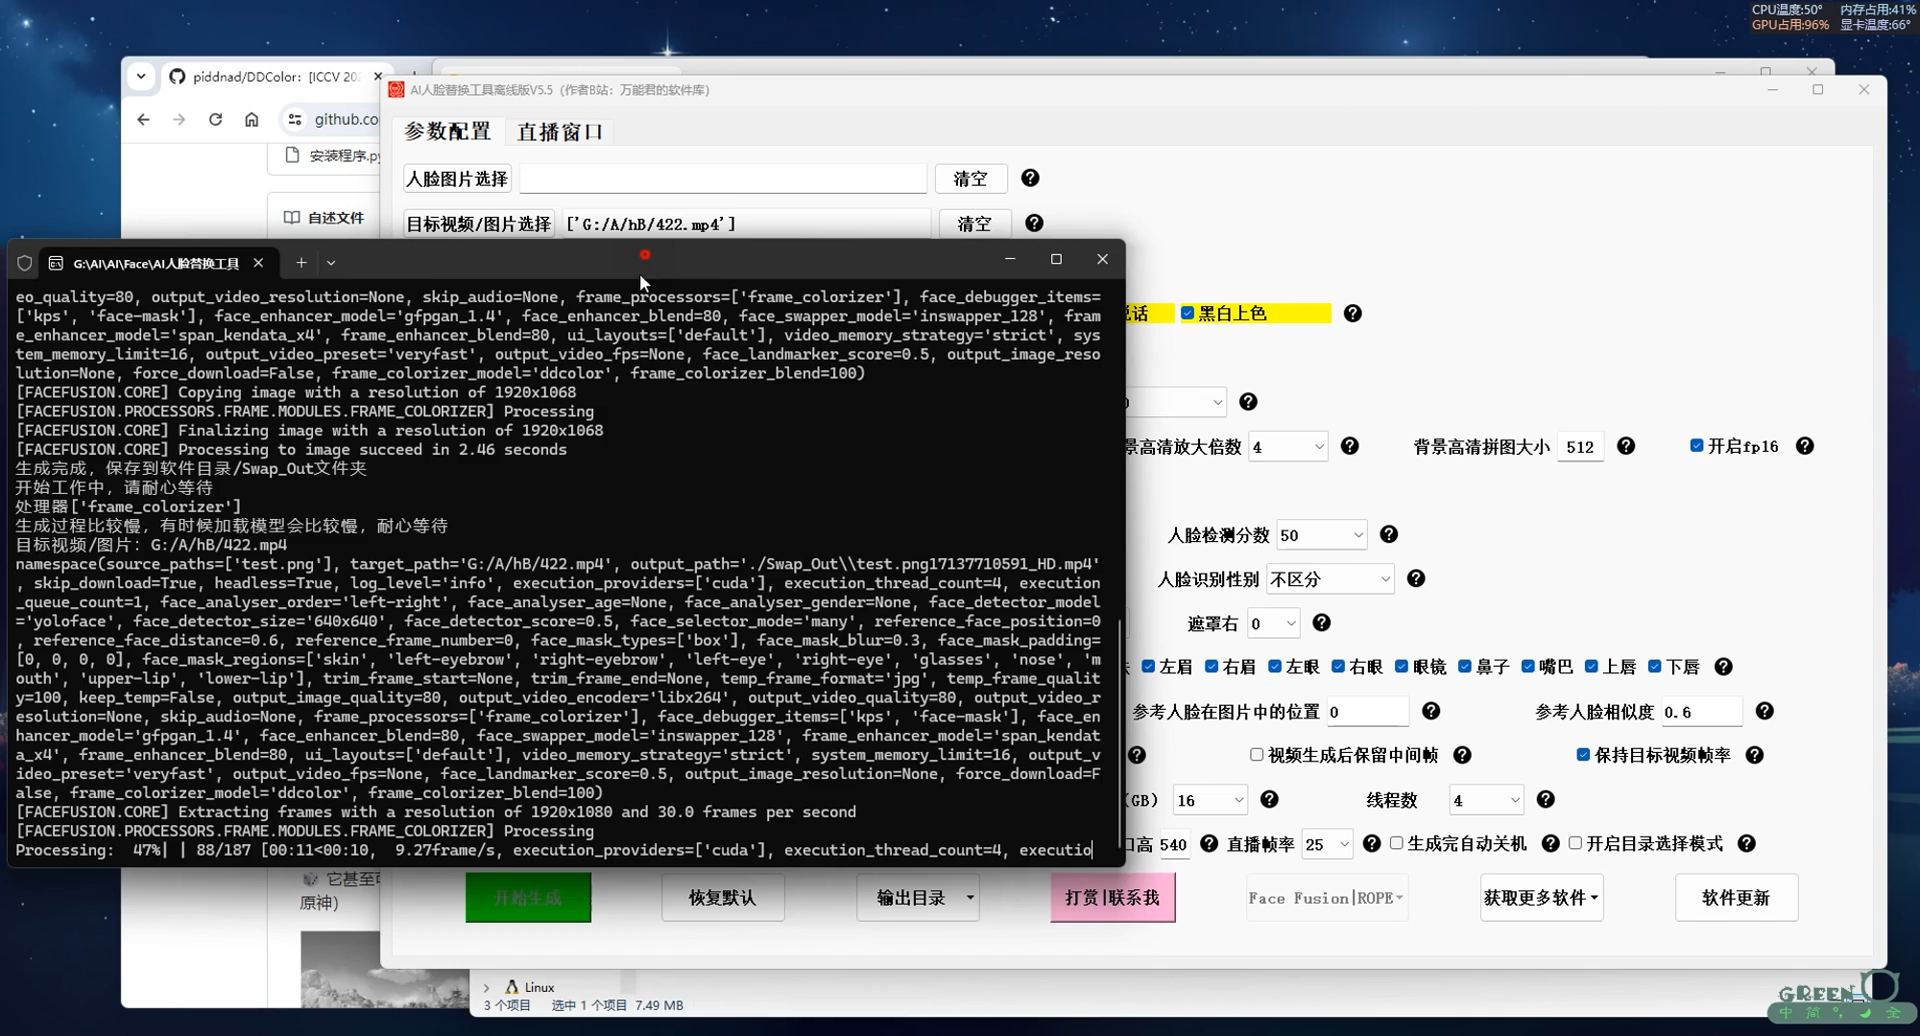 CPU温度:50° 内存占用:41%
GPU占用:96% 显卡温度:66°
piddnad/DDColor: [ICCV 202
github.co
安装程序.py
自述文件
AI人脸替换工具离线版V5.5（作者B站：万能君的软件库）
参数配置 直播窗口
人脸图片选择 清空
目标视频/图片选择 ['G:/A/hB/422.mp4'] 清空
G:\AI\AI\Face\AI人脸替换工具
eo_quality=80, output_video_resolution=None, skip_audio=None, frame_processors=['frame_colorizer'], face_debugger_items=
['kps', 'face-mask'], face_enhancer_model='gfpgan_1.4', face_enhancer_blend=80, face_swapper_model='inswapper_128', fram
e_enhancer_model='span_kendata_x4', frame_enhancer_blend=80, ui_layouts=['default'], video_memory_strategy='strict', sys
tem_memory_limit=16, output_video_preset='veryfast', output_video_fps=None, face_landmarker_score=0.5, output_image_reso
lution=None, force_download=False, frame_colorizer_model='ddcolor', frame_colorizer_blend=100)
[FACEFUSION.CORE] Copying image with a resolution of 1920x1068
[FACEFUSION.PROCESSORS.FRAME.MODULES.FRAME_COLORIZER] Processing
[FACEFUSION.CORE] Finalizing image with a resolution of 1920x1068
[FACEFUSION.CORE] Processing to image succeed in 2.46 seconds
生成完成，保存到软件目录/Swap_Out文件夹
开始工作中，请耐心等待
处理器['frame_colorizer']
生成过程比较慢，有时候加载模型会比较慢，耐心等待
目标视频/图片：G:/A/hB/422.mp4
namespace(source_paths=['test.png'], target_path='G:/A/hB/422.mp4', output_path='./Swap_Out\\test.png17137710591_HD.mp4'
, skip_download=True, headless=True, log_level='info', execution_providers=['cuda'], execution_thread_count=4, execution
_queue_count=1, face_analyser_order='left-right', face_analyser_age=None, face_analyser_gender=None, face_detector_model
='yoloface', face_detector_size='640x640', face_detector_score=0.5, face_selector_mode='many', reference_face_position=0
, reference_face_distance=0.6, reference_frame_number=0, face_mask_types=['box'], face_mask_blur=0.3, face_mask_padding=
[0, 0, 0, 0], face_mask_regions=['skin', 'left-eyebrow', 'right-eyebrow', 'left-eye', 'right-eye', 'glasses', 'nose', 'm
outh', 'upper-lip', 'lower-lip'], trim_frame_start=None, trim_frame_end=None, temp_frame_format='jpg', temp_frame_qualit
y=100, keep_temp=False, output_image_quality=80, output_video_encoder='libx264', output_video_quality=80, output_video_r
esolution=None, skip_audio=None, frame_processors=['frame_colorizer'], face_debugger_items=['kps', 'face-mask'], face_en
hancer_model='gfpgan_1.4', face_enhancer_blend=80, face_swapper_model='inswapper_128', frame_enhancer_model='span_kendat
a_x4', frame_enhancer_blend=80, ui_layouts=['default'], video_memory_strategy='strict', system_memory_limit=16, output_v
ideo_preset='veryfast', output_video_fps=None, face_landmarker_score=0.5, output_image_resolution=None, force_download=F
alse, frame_colorizer_model='ddcolor', frame_colorizer_blend=100)
[FACEFUSION.CORE] Extracting frames with a resolution of 1920x1080 and 30.0 frames per second
[FACEFUSION.PROCESSORS.FRAME.MODULES.FRAME_COLORIZER] Processing
Processing: 47%| | 88/187 [00:11<00:10, 9.27frame/s, execution_providers=['cuda'], execution_thread_count=4, executio
说话 黑白上色
景高清放大倍数 4 背景高清拼图大小 512 开启fp16
人脸检测分数 50
人脸识别性别 不区分
遮罩右 0
左眉 右眉 左眼 右眼 眼镜 鼻子 嘴巴 上唇 下唇
参考人脸在图片中的位置 0 参考人脸相似度 0.6
视频生成后保留中间帧 保持目标视频帧率
(GB) 16 线程数 4
口高 540 直播帧率 25 生成完自动关机 开启目录选择模式
开始生成 恢复默认 输出目录 打赏|联系我 Face Fusion|ROPE 获取更多软件 软件更新
它甚至可
原神)
Linux
3 个项目 选中 1 个项目 7.49 MB
GREEN
中 简 全